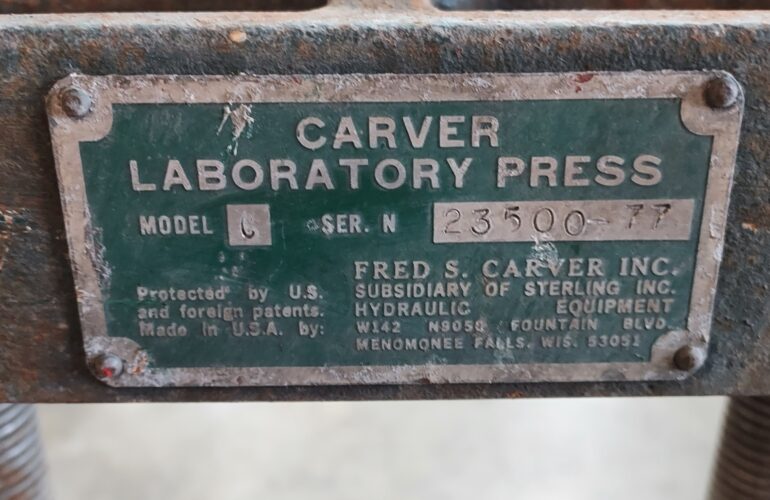 CARVER
LABORATORY PRESS
MODEL C SER. N 23500-77
FRED S. CARVER INC.
Protected by U.S. SUBSIDIARY OF STERLING INC.
and foreign patents. HYDRAULIC EQUIPMENT
Made in U.S.A. by: W142 N9050 FOUNTAIN BLVD.
MENOMONEE FALLS, WIS. 53051